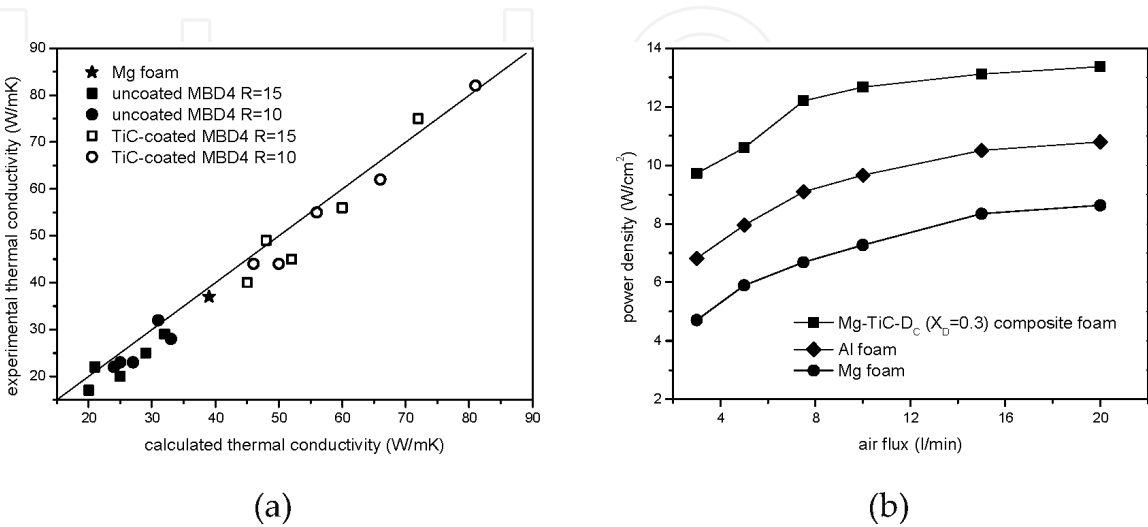 90
80
70
60
50
40
30
20
experimental thermal conductivity (W/mK)
Mg foam
uncoated MBD4 R=15
uncoated MBD4 R=10
TiC-coated MBD4 R=15
TiC-coated MBD4 R=10
20 30 40 50 60 70 80 90
calculated thermal conductivity (W/mK)
(a)
14
12
10
8
6
4
2
power density (W/cm²)
Mg-TiC-D_C (X_D=0.3) composite foam
Al foam
Mg foam
4 8 12 16 20
air flux (l/min)
(b)